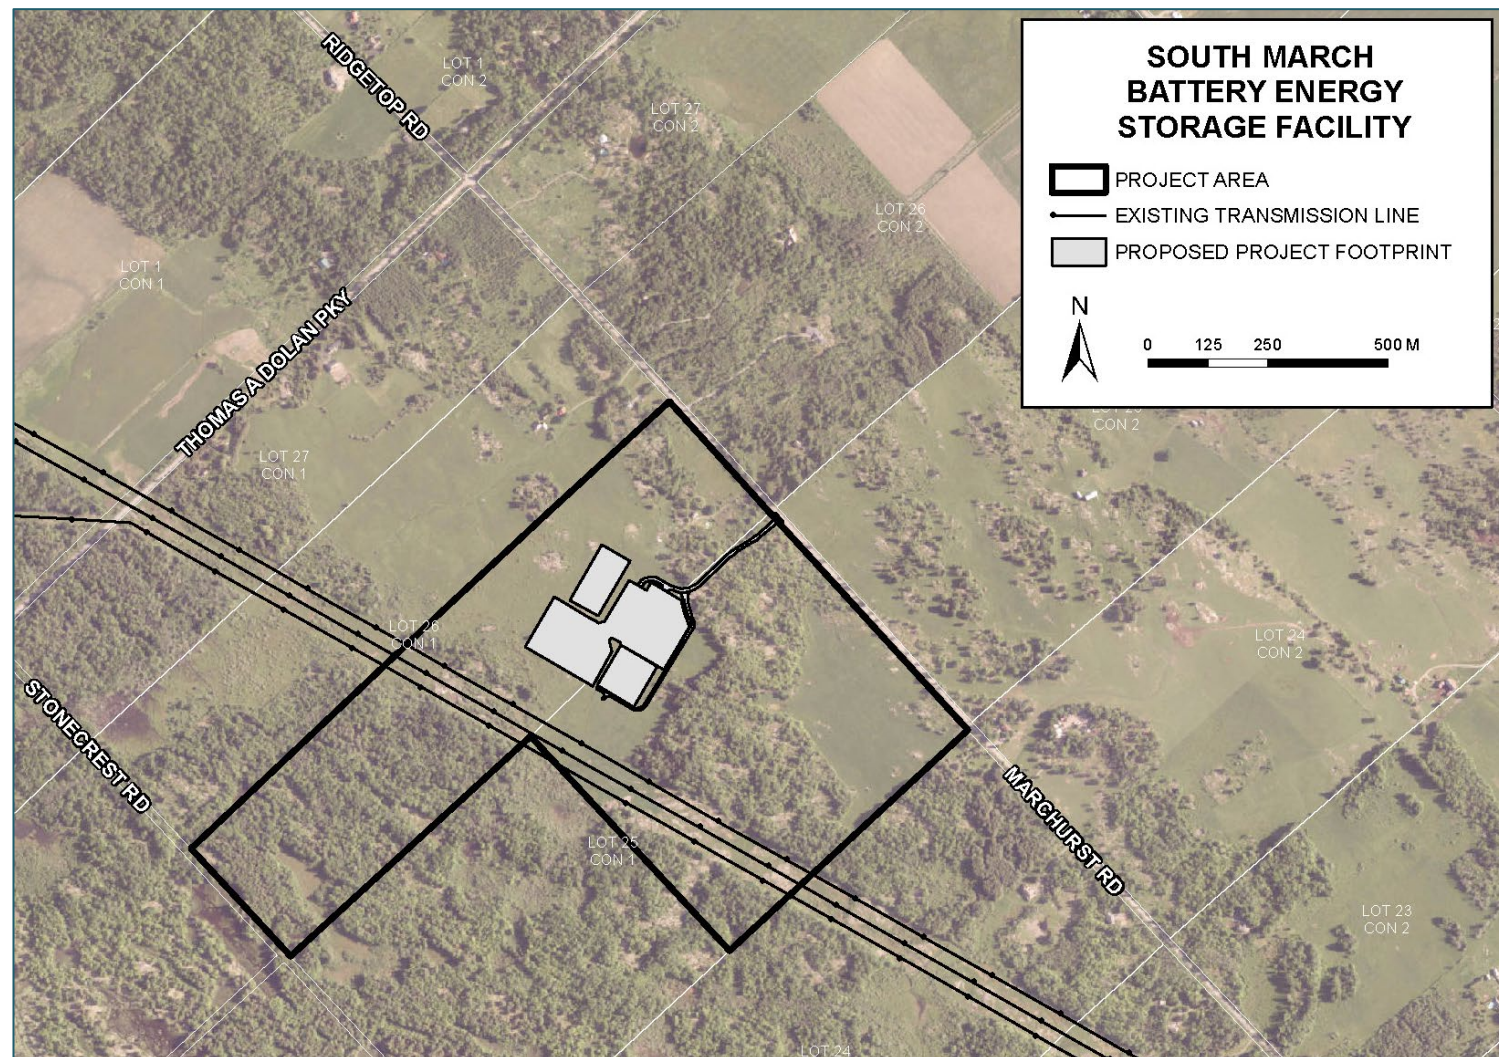 SOUTH MARCH
BATTERY ENERGY
STORAGE FACILITY
PROJECT AREA
EXISTING TRANSMISSION LINE
PROPOSED PROJECT FOOTPRINT
N
0 125 250 500 M
RIDGETOP RD
LOT 1
CON 2
LOT 27
CON 2
LOT 26
CON 2
LOT 1
CON 1
THOMAS A DOLAN PKY
CON 2
LOT 27
CON 1
LOT 26
CON 1
LOT 24
CON 2
STONECREST RD
MARCHURST RD
LOT 25
CON 1
LOT 23
CON 2
LOT 24